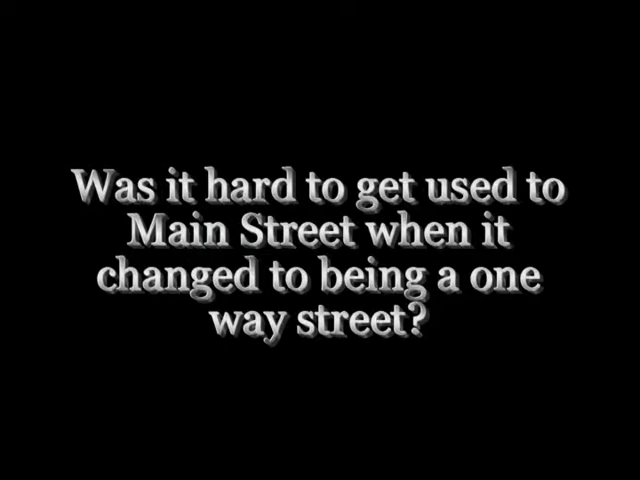 Was it hard to get used to
Main Street when it
changed to being a one
way street?